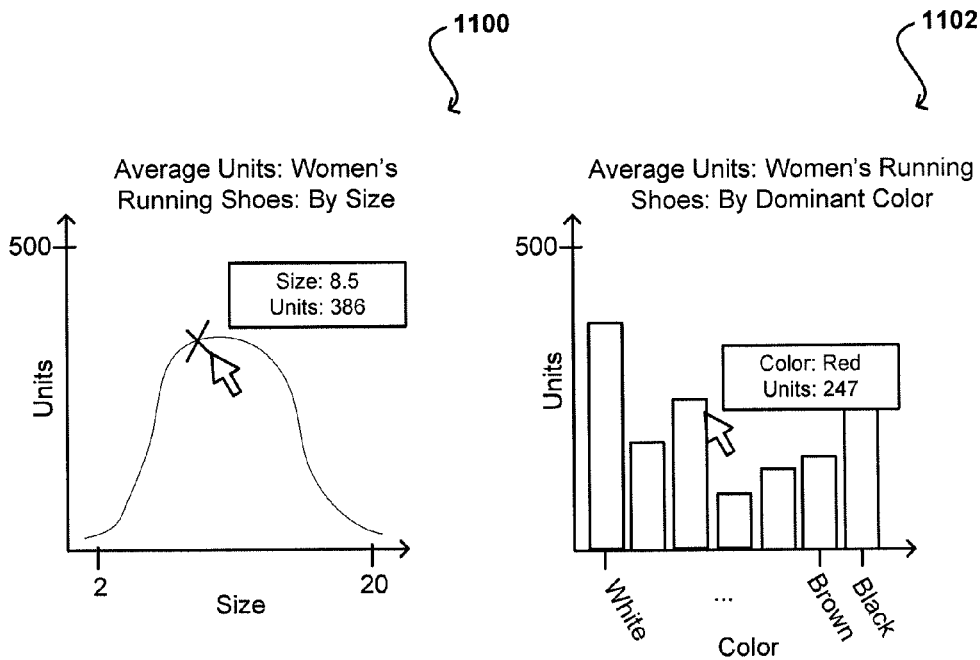 1100
1102
Average Units: Women's
Running Shoes: By Size
500
Size: 8.5
Units: 386
Units
2
20
Size
Average Units: Women's Running
Shoes: By Dominant Color
500
Color: Red
Units: 247
Units
White
...
Brown
Black
Color